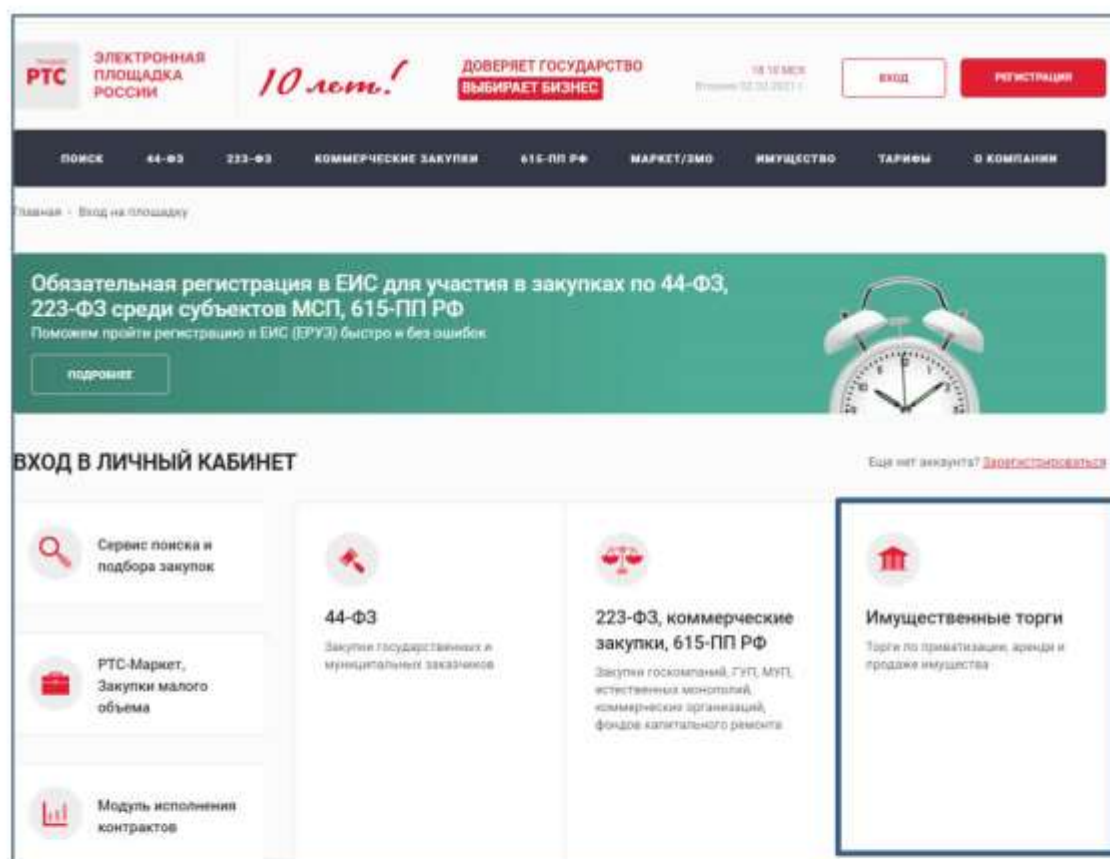 РТС
ЭЛЕКТРОННАЯ
ПЛОЩАДКА
РОССИИ
10 лет!
ДОВЕРЯЕТ ГОСУДАРСТВО
ВЫБИРАЕТ БИЗНЕС
ВХОД
РЕГИСТРАЦИЯ
ПОИСК 44-ФЗ 223-ФЗ КОММЕРЧЕСКИЕ ЗАКУПКИ 615-ПП РФ МАРКЕТ/ЗМО ИМУЩЕСТВО ТАРИФЫ О КОМПАНИИ
Главная - Вход на площадку
Обязательная регистрация в ЕИС для участия в закупках по 44-ФЗ,
223-ФЗ среди субъектов МСП, 615-ПП РФ
Поможем пройти регистрацию в ЕИС (ЕРУЗ) быстро и без ошибок
ПОДРОБНЕЕ
ВХОД В ЛИЧНЫЙ КАБИНЕТ
Еще нет аккаунта? Зарегистрироваться
Сервис поиска и
подбора закупок
РТС-Маркет,
Закупки малого
объема
Модуль исполнения
контрактов
44-ФЗ
Закупки государственных и
муниципальных заказчиков
223-ФЗ, коммерческие
закупки, 615-ПП РФ
Закупки госкомпаний, ГУП, МУП,
естественных монополий,
коммерческих организаций,
фондов капитального ремонта
Имущественные торги
Торги по приватизации, аренде и
продаже имущества